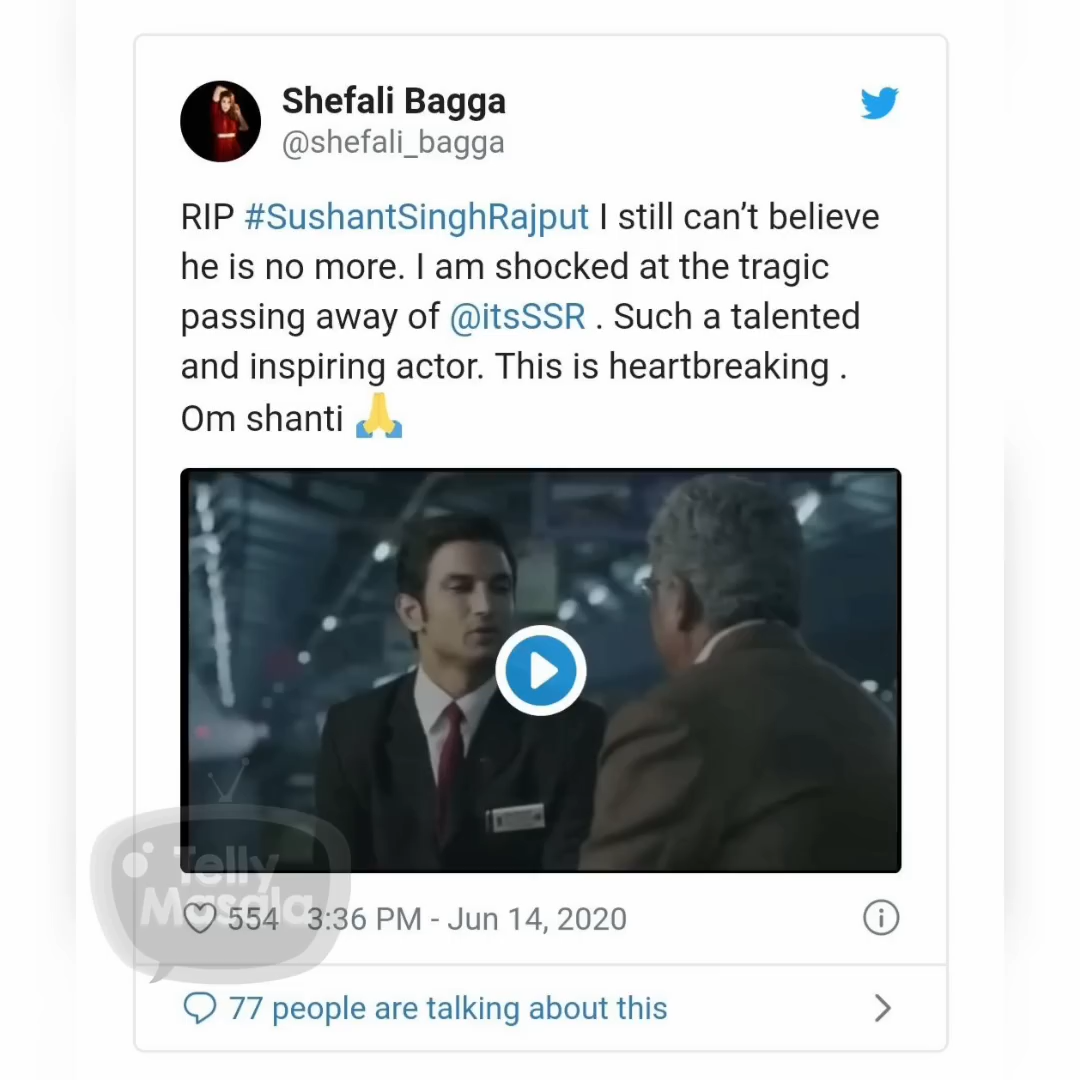 Shefali Bagga
@shefali_bagga
RIP #SushantSinghRajput I still can’t believe
he is no more. I am shocked at the tragic
passing away of @itsSSR . Such a talented
and inspiring actor. This is heartbreaking .
Om shanti 🙏
Telly
Masala
554 3:36 PM - Jun 14, 2020
77 people are talking about this